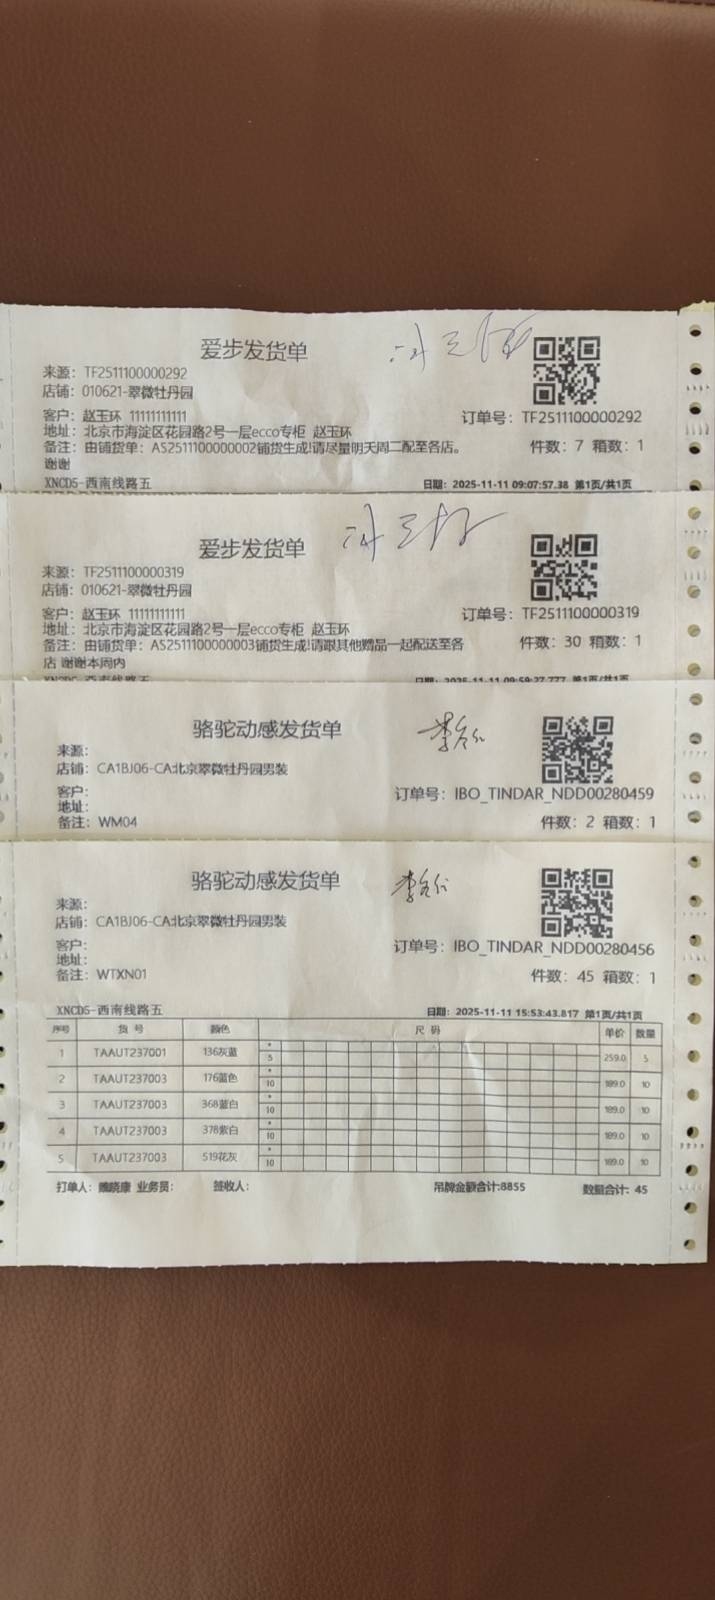 爱步发货单
来源：TF2511100000292
店铺：010621-翠微牡丹园
客户：赵玉环 11111111111
订单号：TF2511100000292
地址：北京市海淀区花园路2号一层ecco专柜 赵玉环
备注：由铺货单：AS2511100000002铺货生成!请尽量明天周二配至各店。
件数：7 箱数：1
谢谢
XNCD5-西南线路五
日期：2025-11-11 09:07:57.38 第1页/共1页
爱步发货单
来源：TF2511100000319
店铺：010621-翠微牡丹园
客户：赵玉环 11111111111
订单号：TF2511100000319
地址：北京市海淀区花园路2号一层ecco专柜 赵玉环
备注：由铺货单：AS2511100000003铺货生成!请跟其他赠品一起配送至各
件数：30 箱数：1
店 谢谢本周内
日期：2025-11-11 09:59:27.777 第1页/共1页
骆驼动感发货单
来源：
店铺：CA1BJ06-CA北京翠微牡丹园男装
客户：
订单号：IBO_TINDAR_NDD00280459
地址：
备注：WM04
件数：2 箱数：1
骆驼动感发货单
来源：
店铺：CA1BJ06-CA北京翠微牡丹园男装
客户：
订单号：IBO_TINDAR_NDD00280456
地址：
备注：WTXN01
件数：45 箱数：1
XNCD5-西南线路五
日期：2025-11-11 15:53:43.817 第1页/共1页
序号 货号 颜色 尺码 单价 数量
1 TAAUT237001 136灰蓝 * 5 259.0 5
2 TAAUT237003 176蓝色 * 10 189.0 10
3 TAAUT237003 368蓝白 * 10 189.0 10
4 TAAUT237003 378紫白 * 10 189.0 10
5 TAAUT237003 519花灰 * 10 189.0 10
打单人：魏晓康 业务员： 签收人： 吊牌金额合计:8855 数量合计: 45